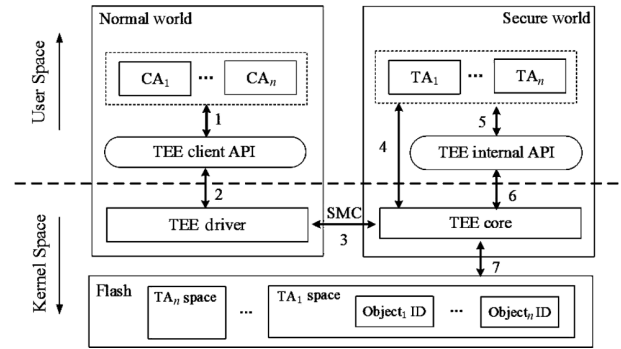 Normal world
Secure world
User Space
CA1 ··· CAn
TA1 ··· TAn
1
5
4
TEE client API
TEE internal API
2
6
Kernel Space
TEE driver
SMC
3
TEE core
7
Flash
TAn space
···
TA1 space
Object1 ID ··· Objectn ID